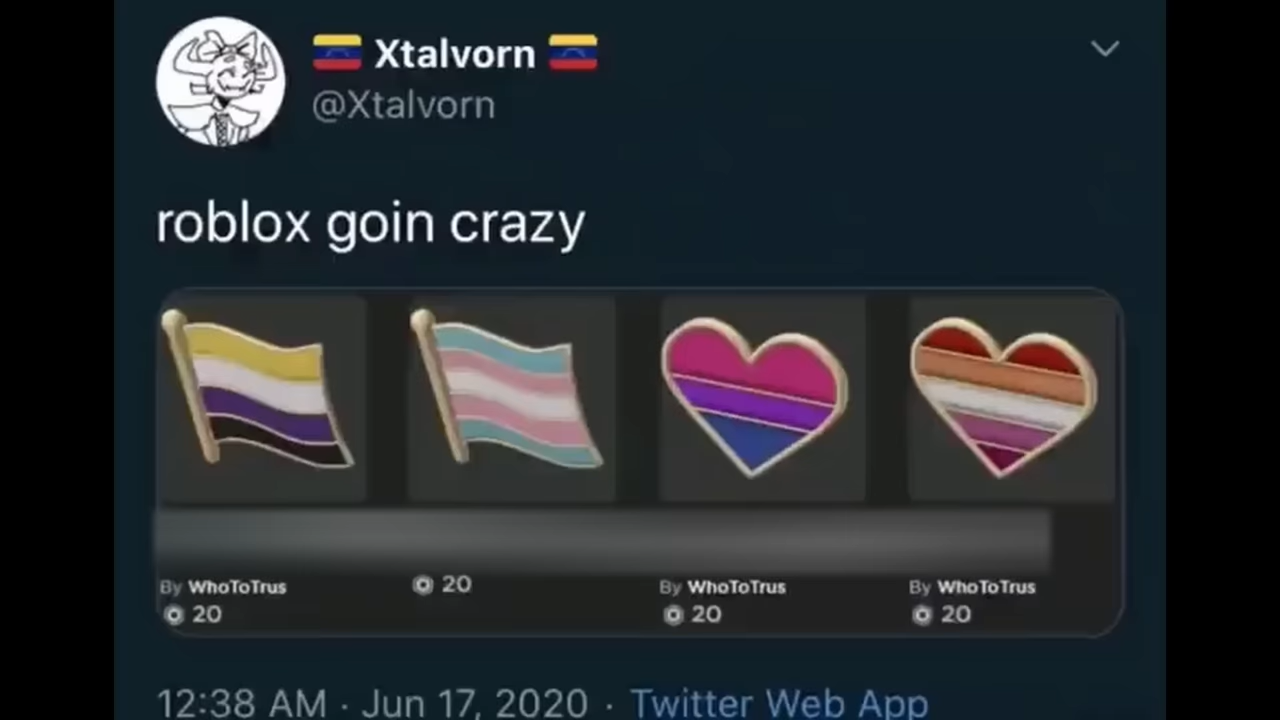 🇻🇪 Xtalvorn 🇻🇪
@Xtalvorn
roblox goin crazy
By WhoToTrus
20
20
By WhoToTrus
20
By WhoToTrus
20
12:38 AM · Jun 17, 2020 · Twitter Web App